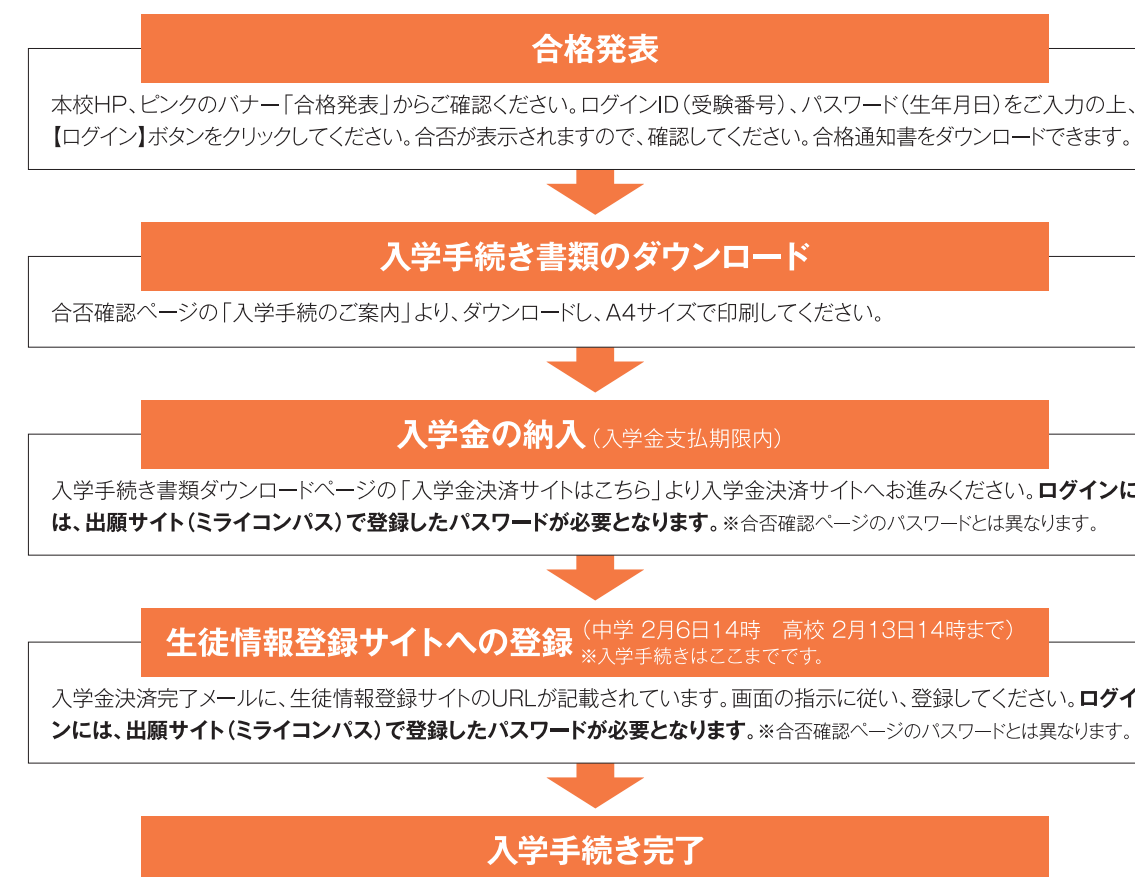 合格発表
本校HP、ピンクのバナー「合格発表」からご確認ください。ログインID（受験番号）、パスワード（生年月日）をご入力の上、
【ログイン】ボタンをクリックしてください。合否が表示されますので、確認してください。合格通知書をダウンロードできます。
入学手続き書類のダウンロード
合否確認ページの「入学手続のご案内」より、ダウンロードし、A4サイズで印刷してください。
入学金の納入（入学金支払期限内）
入学手続き書類ダウンロードページの「入学金決済サイトはこちら」より入学金決済サイトへお進みください。ログインに
は、出願サイト（ミライコンパス）で登録したパスワードが必要となります。※合否確認ページのパスワードとは異なります。
生徒情報登録サイトへの登録（中学 2月6日14時　高校 2月13日14時まで）
※入学手続きはここまでです。
入学金決済完了メールに、生徒情報登録サイトのURLが記載されています。画面の指示に従い、登録してください。ログイ
ンには、出願サイト（ミライコンパス）で登録したパスワードが必要となります。※合否確認ページのパスワードとは異なります。
入学手続き完了